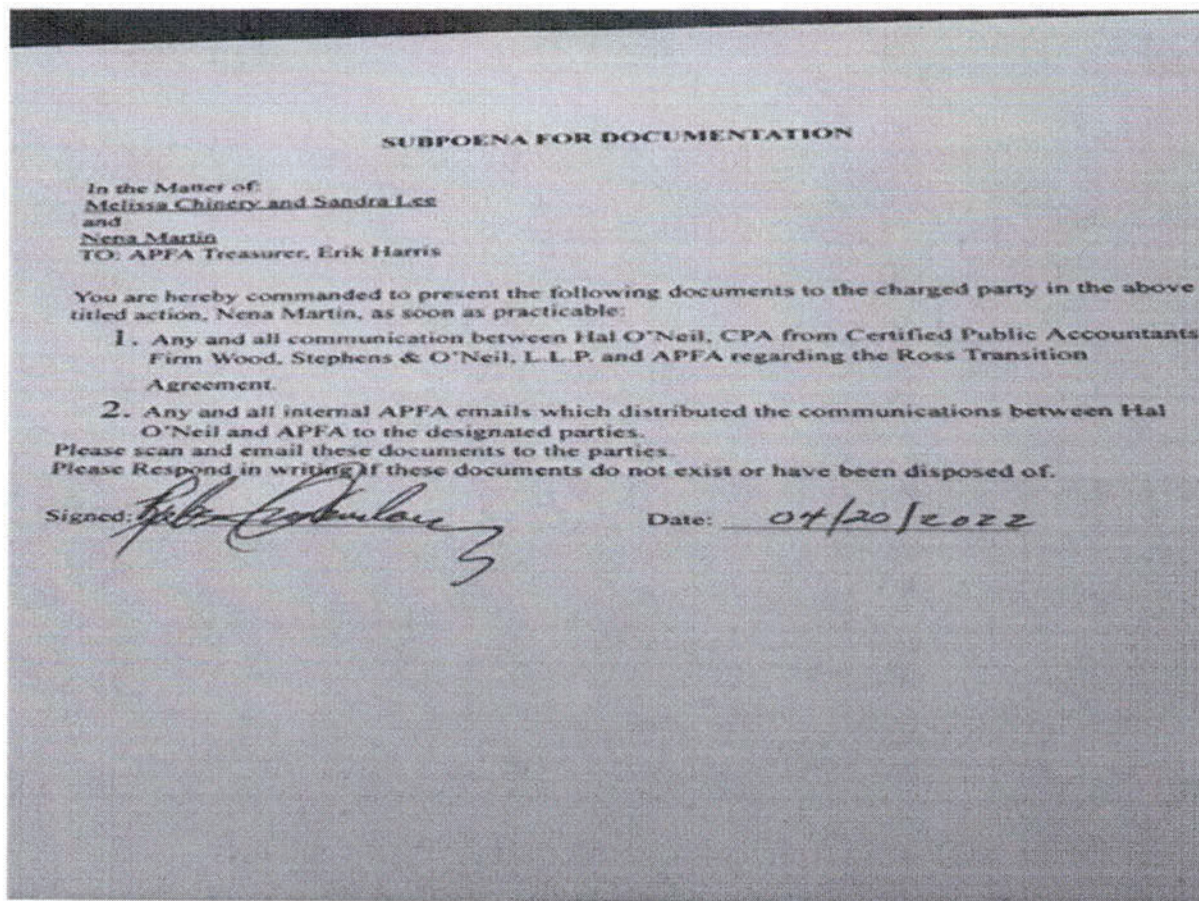 SUBPOENA FOR DOCUMENTATION
In the Matter of:
Melissa Chinery and Sandra Lee
and
Nena Martin
TO: APFA Treasurer, Erik Harris
You are hereby commanded to present the following documents to the charged party in the above
titled action, Nena Martin, as soon as practicable:
1. Any and all communication between Hal O'Neil, CPA from Certified Public Accountants
Firm Wood, Stephens & O'Neil, L.L.P. and APFA regarding the Ross Transition
Agreement.
2. Any and all internal APFA emails which distributed the communications between Hal
O'Neil and APFA to the designated parties.
Please scan and email these documents to the parties.
Please Respond in writing if these documents do not exist or have been disposed of.
Signed: Date: 04/20/2022